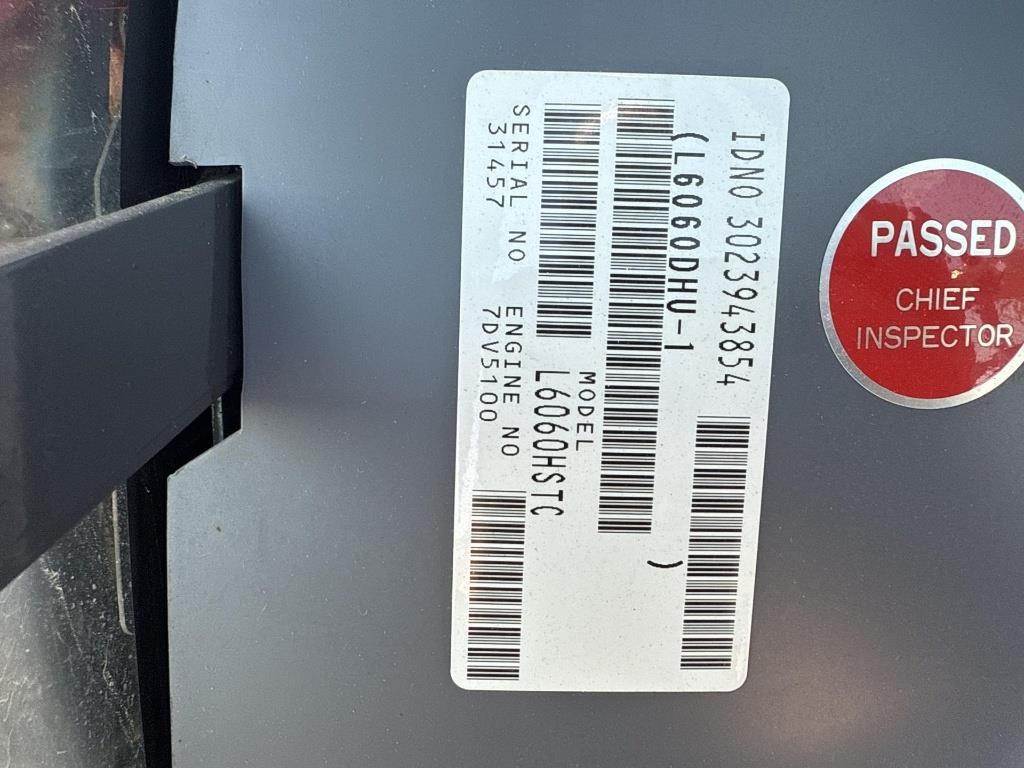 IDNO 3023943854
(L6060DHU-1 )
MODEL
L6060HSTC
SERIAL NO ENGINE NO
31457 7DV5100
PASSED
CHIEF
INSPECTOR